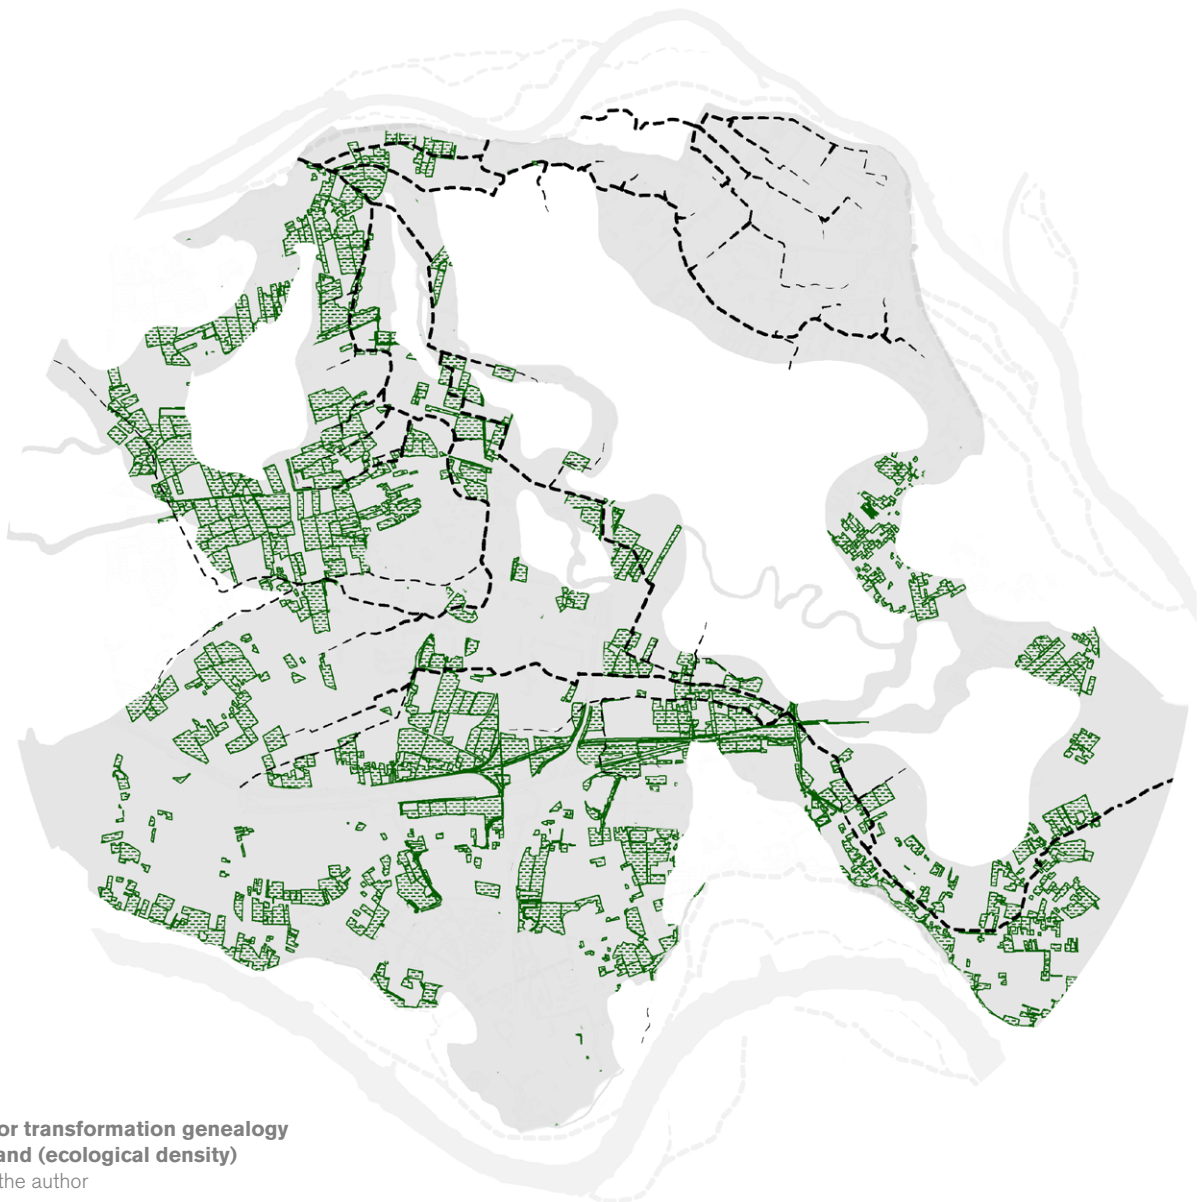 or transformation genealogy
and (ecological density)
the author